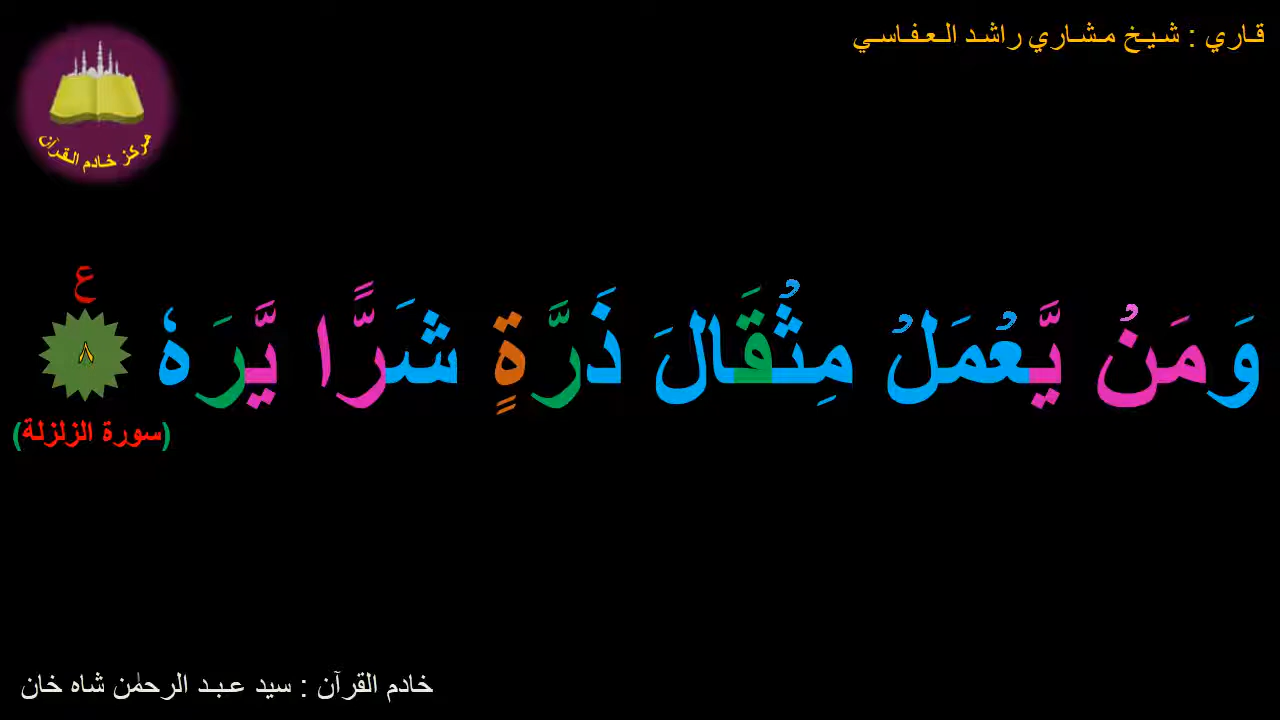 قاري : شيخ مشاري راشد العفاسي
مركز خادم القرآن
ع
وَمَنْ يَّعْمَلْ مِثْقَالَ ذَرَّةٍ شَرًّا يَّرَهٗ ٨
(سورة الزلزلة)
خادم القرآن : سيد عبد الرحمٰن شاه خان